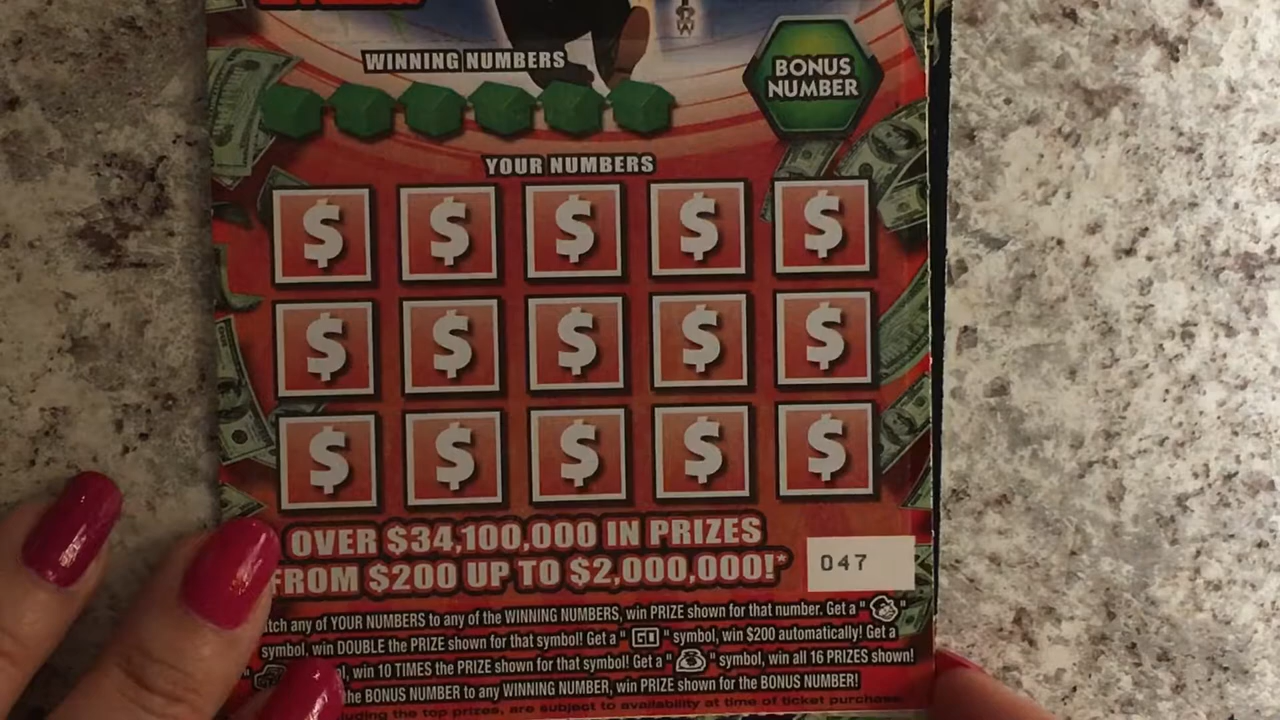 WINNING NUMBERS
BONUS
NUMBER
YOUR NUMBERS
$ $ $ $ $
$ $ $ $ $
$ $ $ $ $
OVER $34,100,000 IN PRIZES
FROM $200 UP TO $2,000,000!*
047
any of YOUR NUMBERS to any of the WINNING NUMBERS, win PRIZE shown for that number. Get a " "
symbol, win DOUBLE the PRIZE shown for that symbol! Get a " GO " symbol, win $200 automatically! Get a
" win 10 TIMES the PRIZE shown for that symbol! Get a " " symbol, win all 16 PRIZES shown!
the BONUS NUMBER to any WINNING NUMBER, win PRIZE shown for the BONUS NUMBER!
the top prizes, are subject to availability at time of ticket purchase.